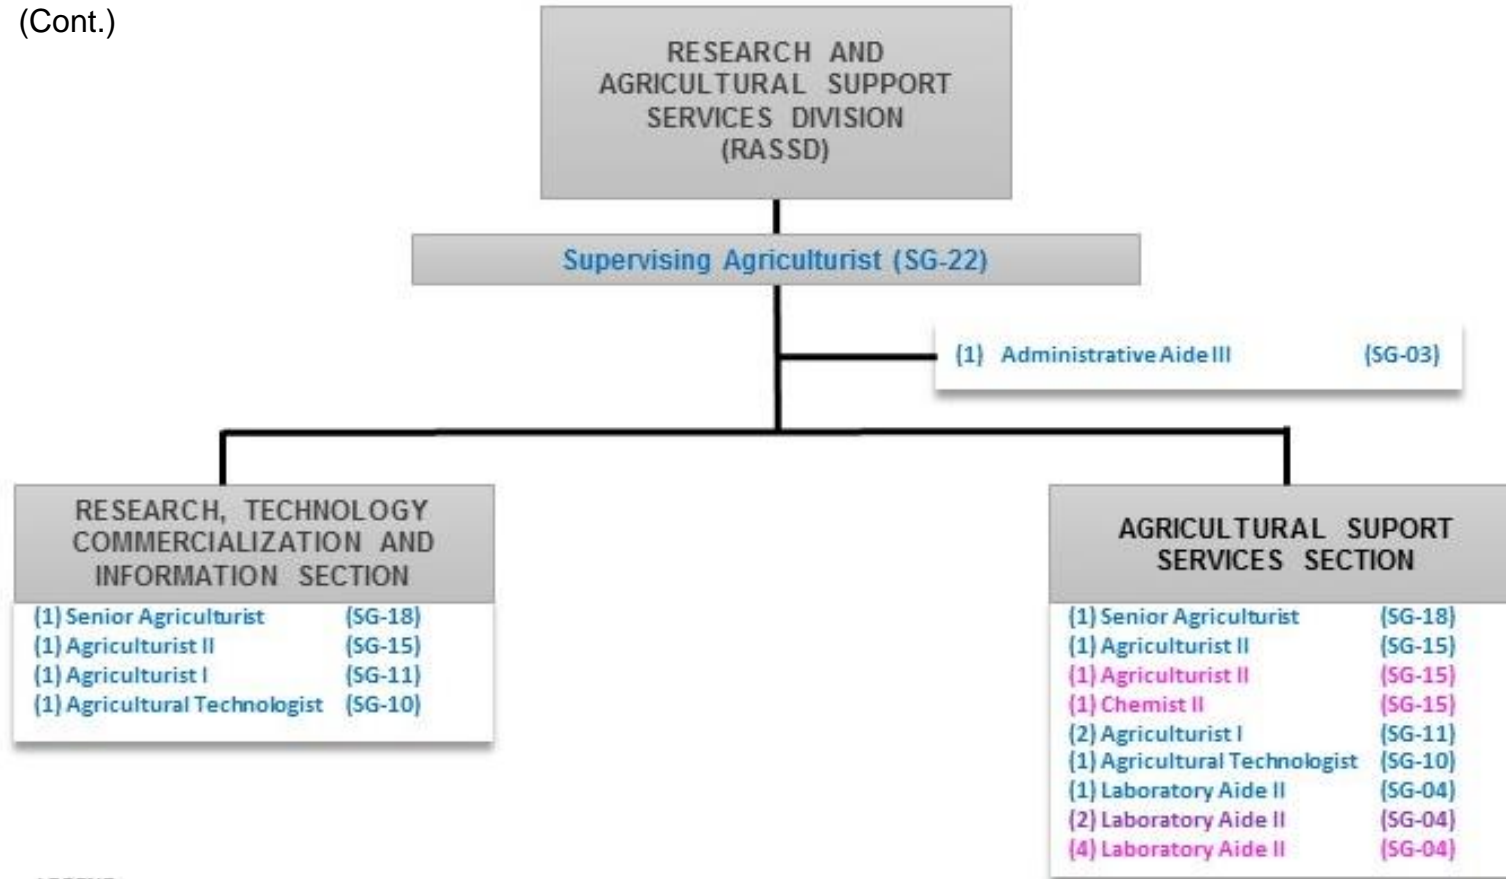 (Cont.)
RESEARCH AND
AGRICULTURAL SUPPORT
SERVICES DIVISION
(RASSD)
Supervising Agriculturist (SG-22)
(1) Administrative Aide III (SG-03)
RESEARCH, TECHNOLOGY
COMMERCIALIZATION AND
INFORMATION SECTION
(1) Senior Agriculturist (SG-18)
(1) Agriculturist II (SG-15)
(1) Agriculturist I (SG-11)
(1) Agricultural Technologist (SG-10)
AGRICULTURAL SUPORT
SERVICES SECTION
(1) Senior Agriculturist (SG-18)
(1) Agriculturist II (SG-15)
(1) Agriculturist II (SG-15)
(1) Chemist II (SG-15)
(2) Agriculturist I (SG-11)
(1) Agricultural Technologist (SG-10)
(1) Laboratory Aide II (SG-04)
(2) Laboratory Aide II (SG-04)
(4) Laboratory Aide II (SG-04)